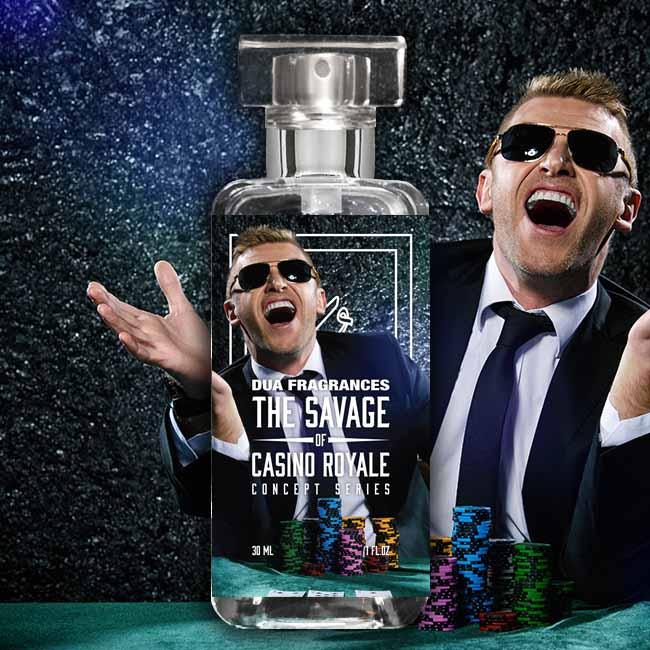 DUA FRAGRANCES
THE SAVAGE
OF
CASINO ROYALE
CONCEPT SERIES
30 ML
1 FL.OZ